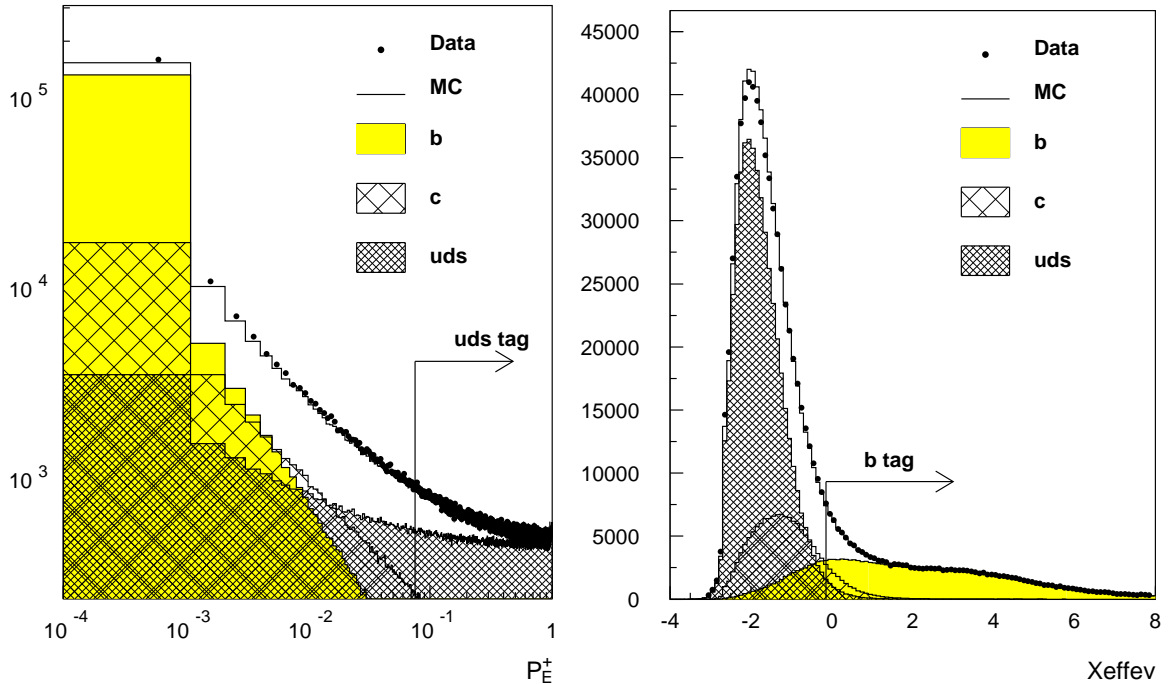 Data
MC
b
c
uds
uds tag
10^5
10^4
10^3
10^-4
10^-3
10^-2
10^-1
1
P_E^+
Data
MC
b
c
uds
b tag
45000
40000
35000
30000
25000
20000
15000
10000
5000
0
-4
-2
0
2
4
6
8
Xeffev